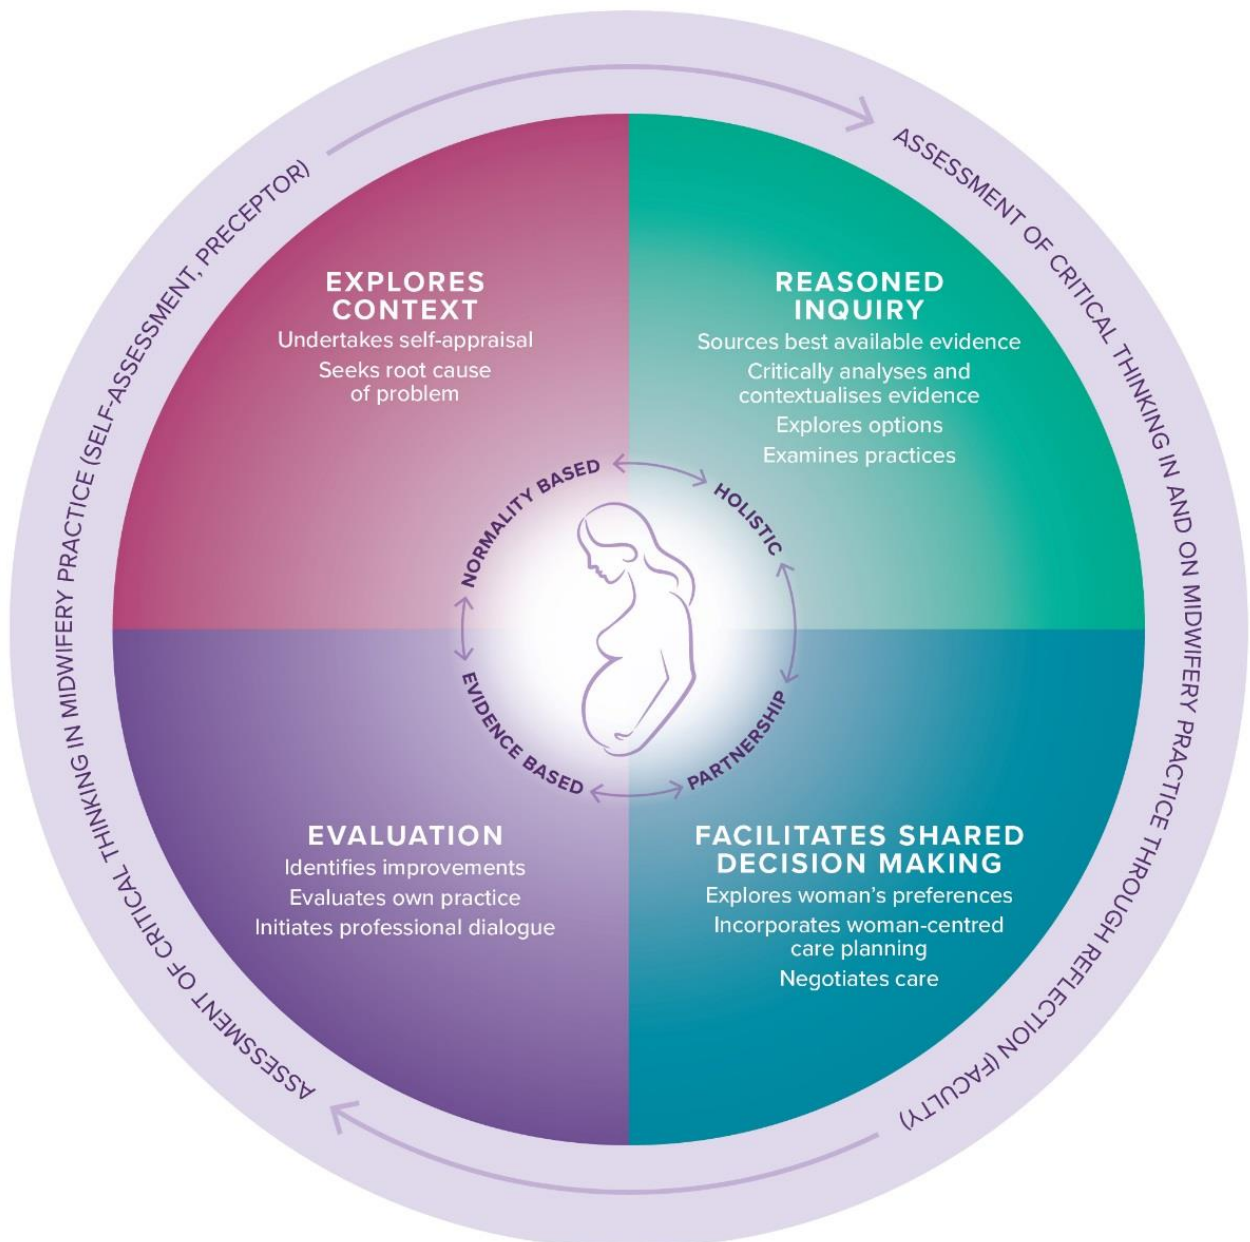 ASSESSMENT OF CRITICAL THINKING IN MIDWIFERY PRACTICE (SELF-ASSESSMENT, PRECEPTOR)
ASSESSMENT OF CRITICAL THINKING IN AND ON MIDWIFERY PRACTICE THROUGH REFLECTION (FACULTY)
EXPLORES
CONTEXT
Undertakes self-appraisal
Seeks root cause
of problem
REASONED
INQUIRY
Sources best available evidence
Critically analyses and
contextualises evidence
Explores options
Examines practices
NORMALITY BASED
HOLISTIC
EVIDENCE BASED
PARTNERSHIP
EVALUATION
Identifies improvements
Evaluates own practice
Initiates professional dialogue
FACILITATES SHARED
DECISION MAKING
Explores woman's preferences
Incorporates woman-centred
care planning
Negotiates care